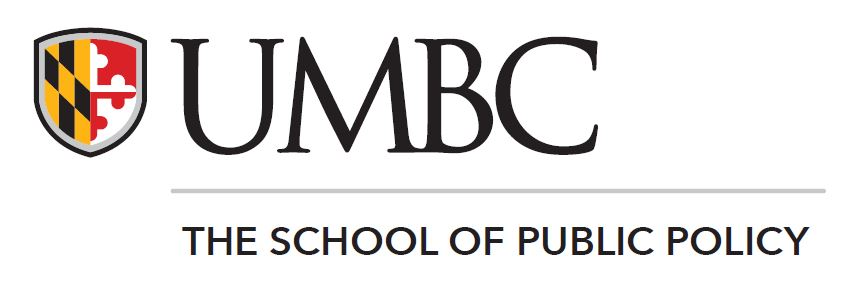 UMBC
THE SCHOOL OF PUBLIC POLICY